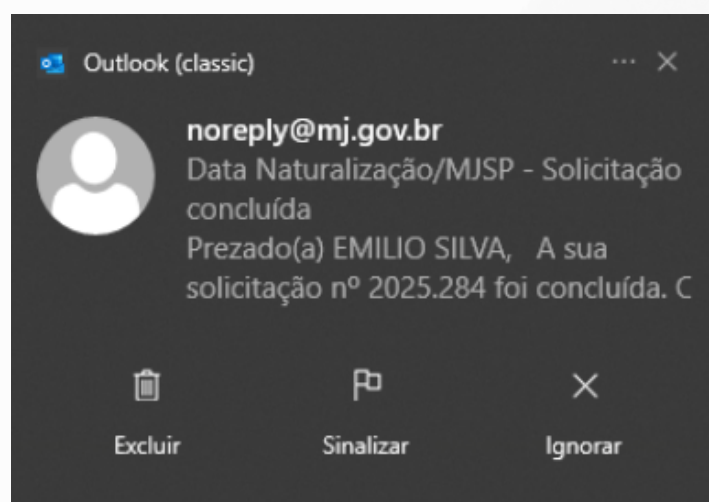 Outlook (classic)
noreply@mj.gov.br
Data Naturalização/MJSP - Solicitação
concluída
Prezado(a) EMILIO SILVA, A sua
solicitação nº 2025.284 foi concluída. C
Excluir
Sinalizar
Ignorar